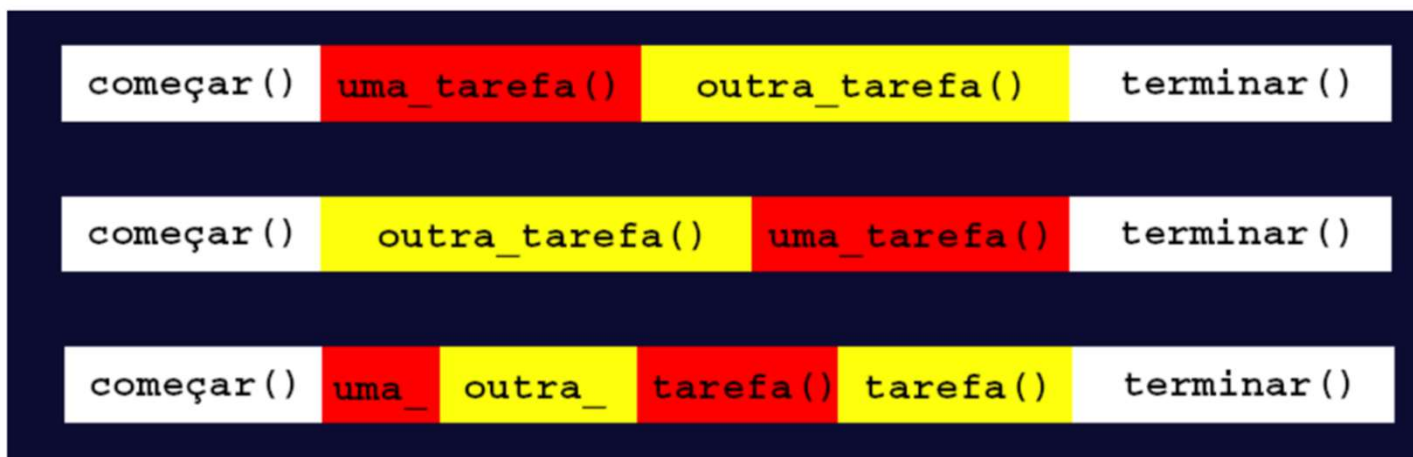 começar() uma_tarefa() outra_tarefa() terminar()
começar() outra_tarefa() uma_tarefa() terminar()
começar() uma_ outra_ tarefa() tarefa() terminar()